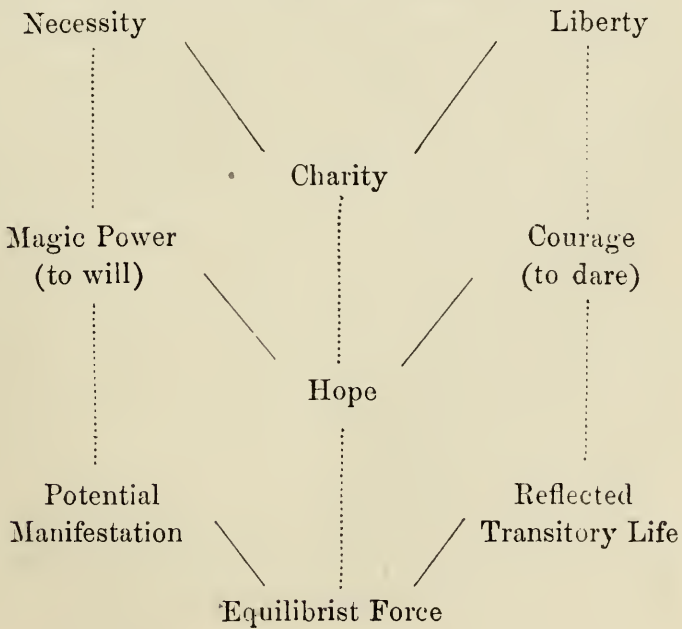 Necessity Liberty
Charity
Magic Power Courage
(to will) (to dare)
Hope
Potential Reflected
Manifestation Transitory Life
Equilibrist Force